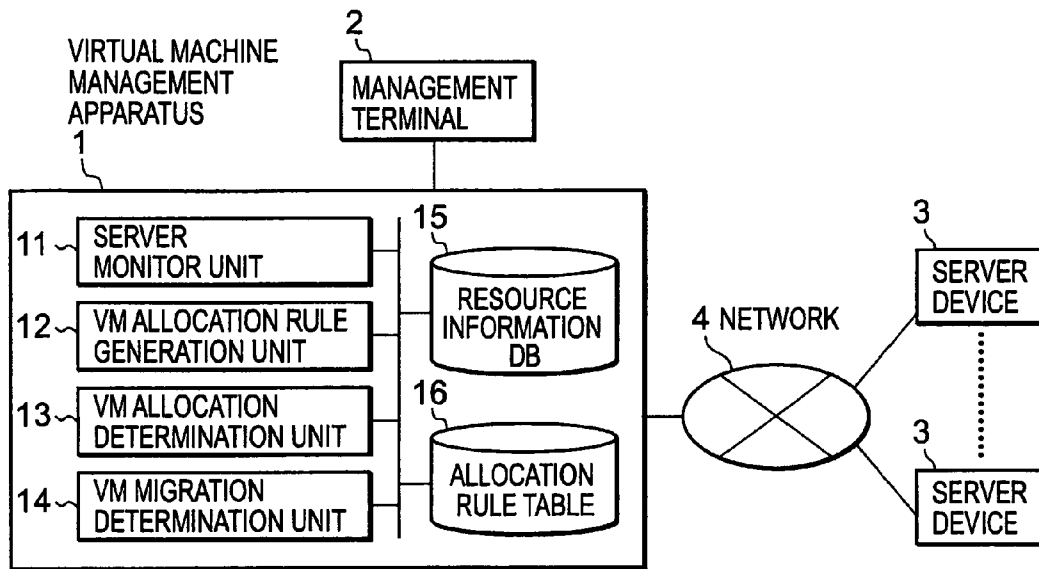 VIRTUAL MACHINE
MANAGEMENT
APPARATUS
1
2
MANAGEMENT
TERMINAL
11
SERVER
MONITOR UNIT
12
VM ALLOCATION RULE
GENERATION UNIT
13
VM ALLOCATION
DETERMINATION UNIT
14
VM MIGRATION
DETERMINATION UNIT
15
RESOURCE
INFORMATION
DB
16
ALLOCATION
RULE TABLE
4 NETWORK
3
SERVER
DEVICE
3
SERVER
DEVICE